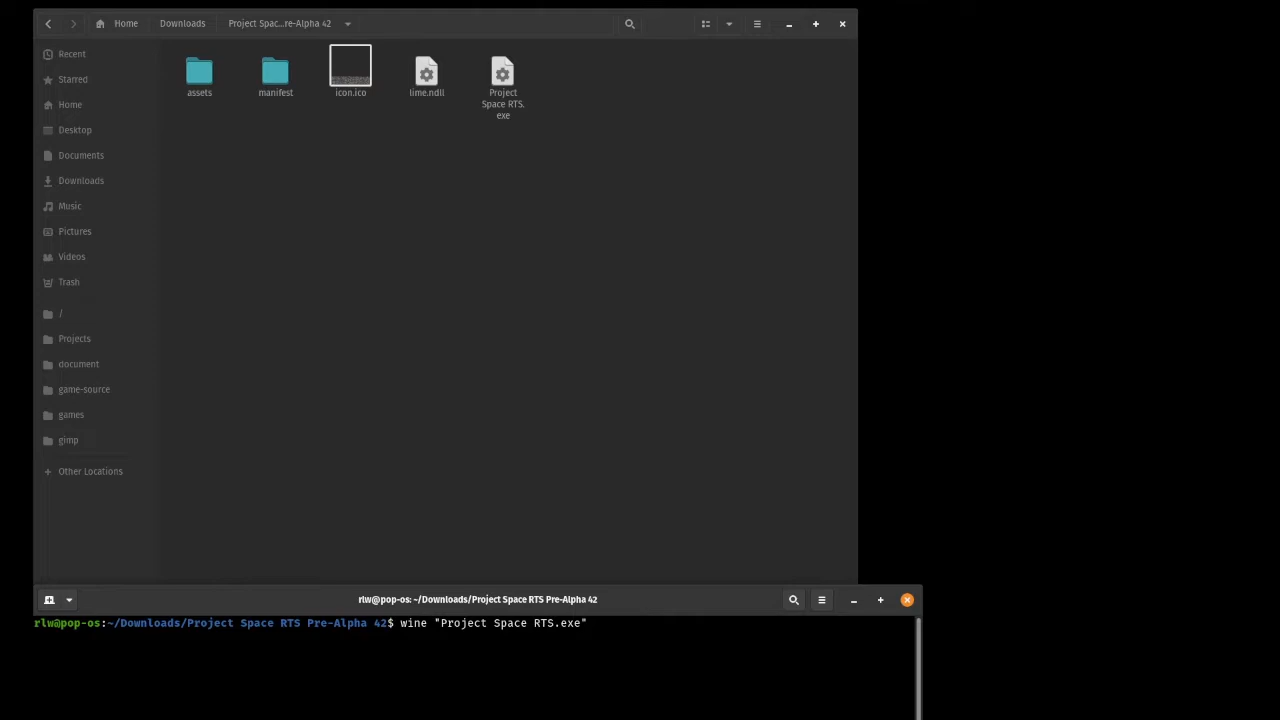 Home Downloads Project Spac...re-Alpha 42
Recent
Starred
Home
Desktop
Documents
Downloads
Music
Pictures
Videos
Trash
/
Projects
document
game-source
games
gimp
Other Locations
assets
manifest
icon.ico
lime.ndll
Project
Space RTS.
exe
rlw@pop-os: ~/Downloads/Project Space RTS Pre-Alpha 42
rlw@pop-os:~/Downloads/Project Space RTS Pre-Alpha 42$ wine "Project Space RTS.exe"